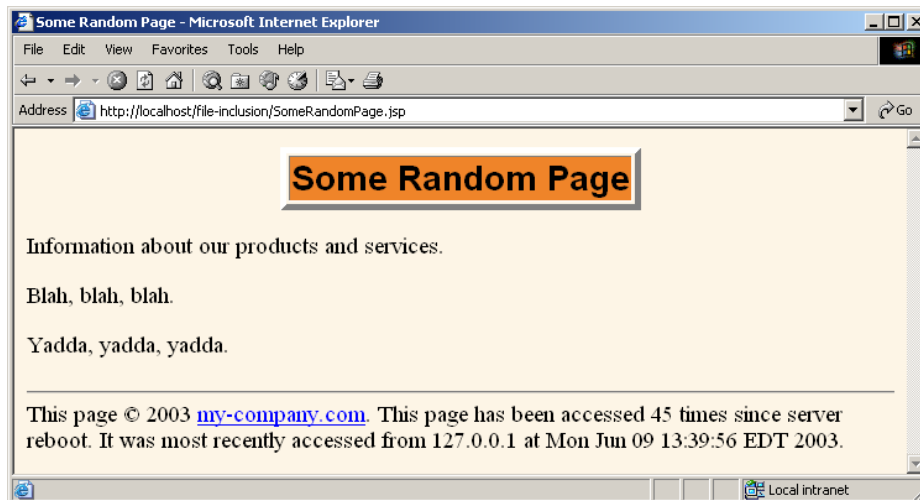 Some Random Page - Microsoft Internet Explorer
File Edit View Favorites Tools Help
Address http://localhost/file-inclusion/SomeRandomPage.jsp Go
Some Random Page
Information about our products and services.
Blah, blah, blah.
Yadda, yadda, yadda.
This page © 2003 my-company.com. This page has been accessed 45 times since server
reboot. It was most recently accessed from 127.0.0.1 at Mon Jun 09 13:39:56 EDT 2003.
Local intranet